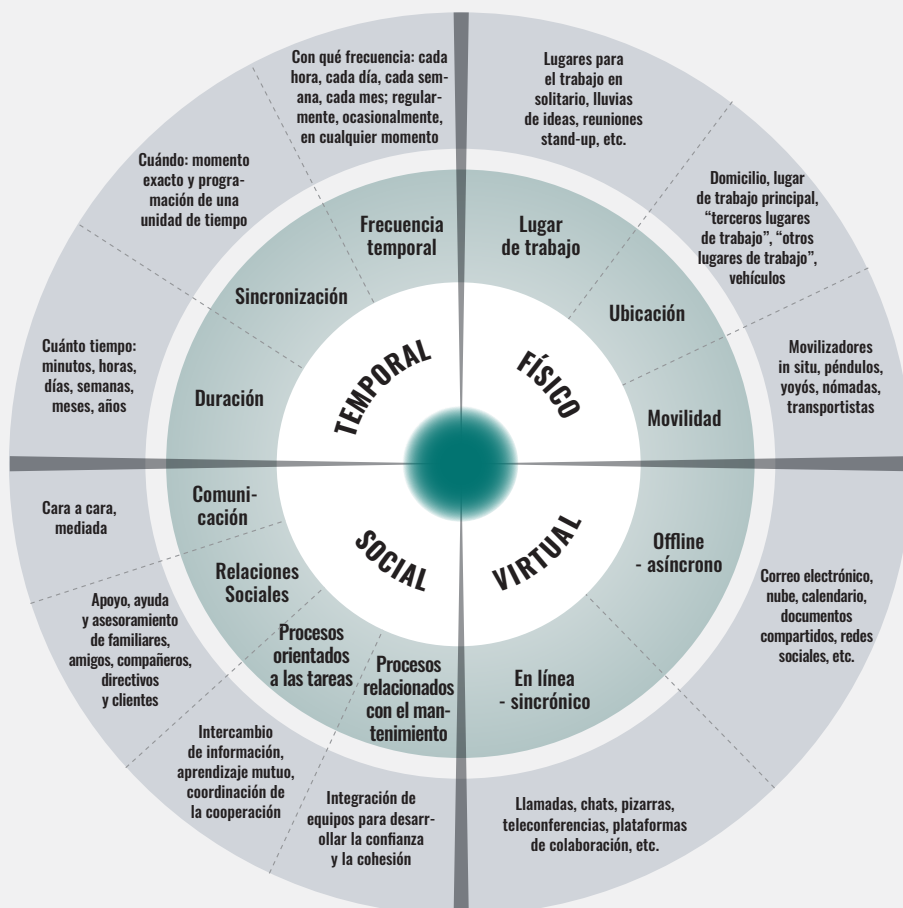 Con qué frecuencia: cada
hora, cada día, cada sem-
ana, cada mes; regular-
mente, ocasionalmente,
en cualquier momento
Lugares para
el trabajo en
solitario, lluvias
de ideas, reuniones
stand-up, etc.
Cuándo: momento
exacto y progra-
mación de una
unidad de tiempo
Domicilio, lugar
de trabajo principal,
“terceros lugares
de trabajo”, “otros
lugares de trabajo”,
vehículos
Frecuencia
temporal
Lugar
de trabajo
Sincronización
Ubicación
Cuánto tiempo:
minutos, horas,
días, semanas,
meses, años
Movilizadores
in situ, péndulos,
yoyós, nómadas,
transportistas
Duración
TEMPORAL
FÍSICO
Movilidad
Cara a cara,
mediada
Comuni-
cación
SOCIAL
VIRTUAL
Offline
- asíncrono
Relaciones
Sociales
Correo electrónico,
nube, calendario,
documentos
compartidos, redes
sociales, etc.
Apoyo, ayuda
y asesoramiento
de familiares,
amigos, compañeros,
directivos
y clientes
Procesos
orientados
a las tareas
Procesos
relacionados
con el man-
tenimiento
En línea
- sincrónico
Intercambio
de información,
aprendizaje mutuo,
coordinación de
la cooperación
Integración de
equipos para desarr-
ollar la confianza
y la cohesión
Llamadas, chats, pizarras,
teleconferencias, plataformas
de colaboración, etc.